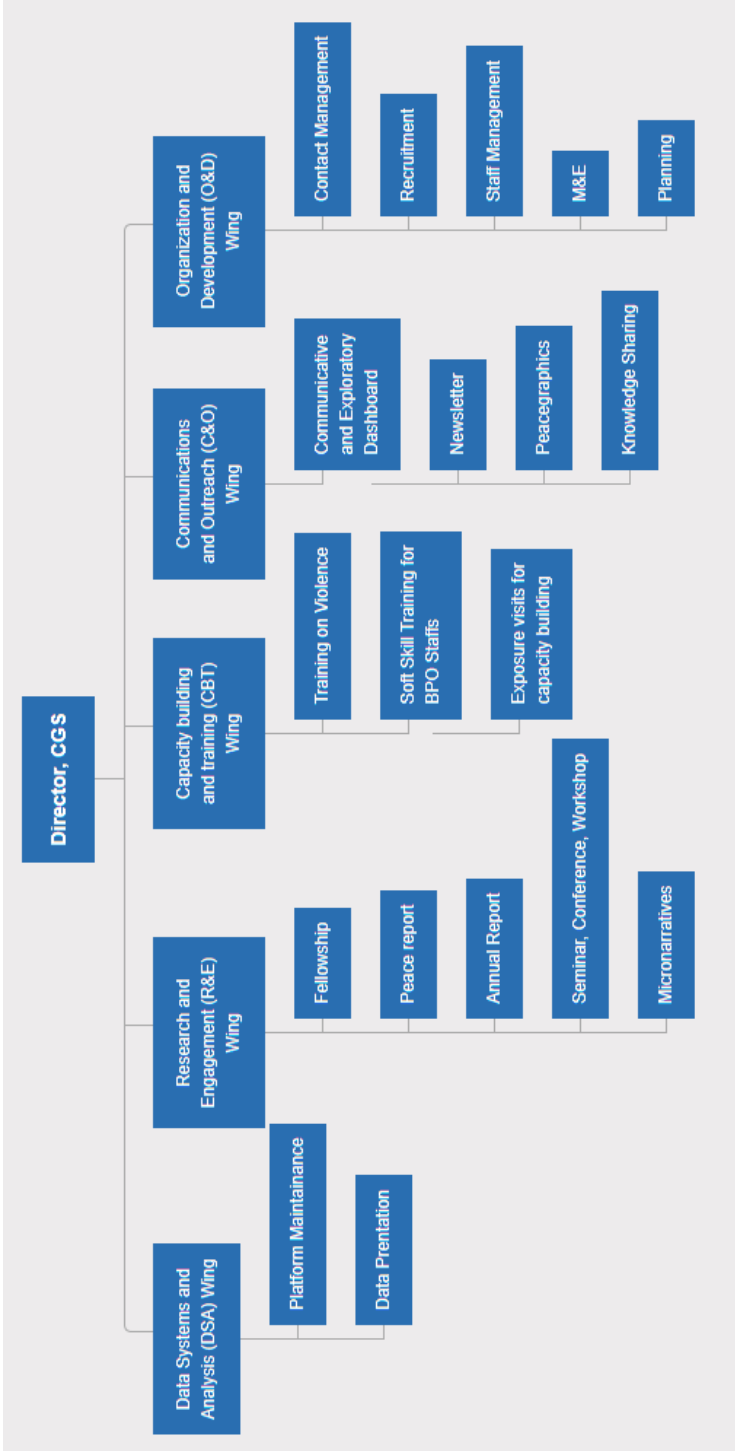 Director, CGS
Data Systems and
Analysis (DSA) Wing
Platform Maintainance
Data Prentation
Research and
Engagement (R&E)
Wing
Fellowship
Peace report
Annual Report
Seminar, Conference, Workshop
Micronarratives
Capacity building
and training (CBT)
Wing
Training on Violence
Soft Skill Training for
BPO Staffs
Exposure visits for
capacity building
Communications
and Outreach (C&O)
Wing
Communicative
and Exploratory
Dashboard
Newsletter
Peacegraphics
Knowledge Sharing
Organization and
Development (O&D)
Wing
Contact Management
Recruitment
Staff Management
M&E
Planning